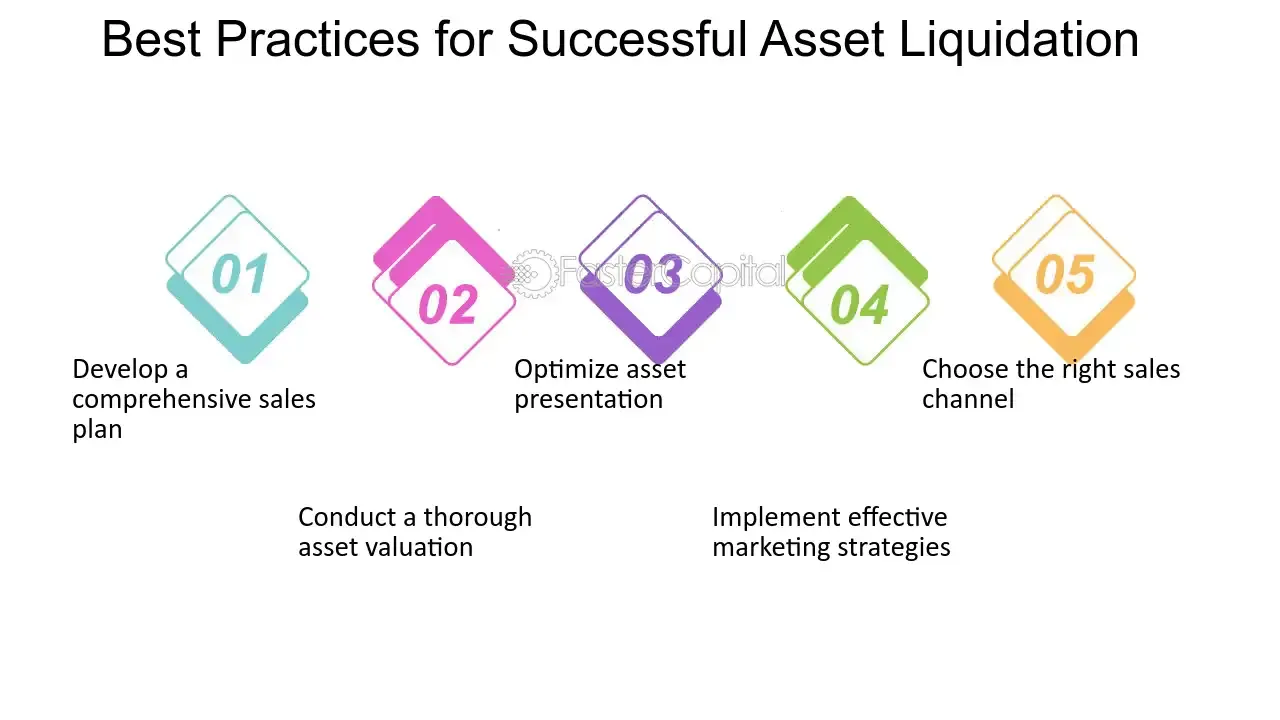 Best Practices for Successful Asset Liquidation
01
02
03
04
05
FasterCapital
Develop a
comprehensive sales
plan
Conduct a thorough
asset valuation
Optimize asset
presentation
Implement effective
marketing strategies
Choose the right sales
channel